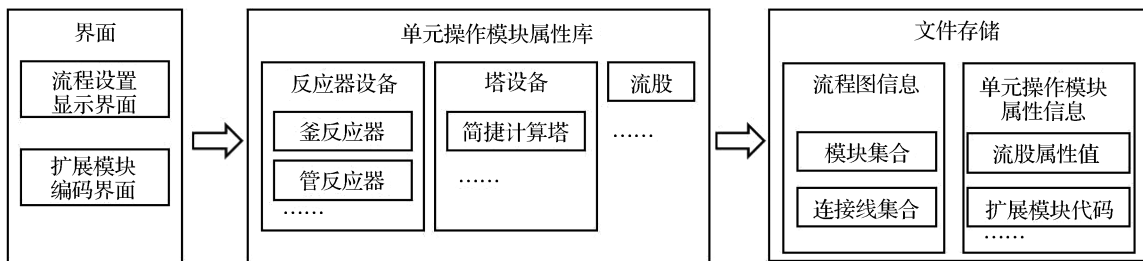 界面
流程设置
显示界面
扩展模块
编码界面
单元操作模块属性库
反应器设备
釜反应器
管反应器
……
塔设备
简捷计算塔
……
流股
……
文件存储
流程图信息
模块集合
连接线集合
单元操作模块
属性信息
流股属性值
扩展模块代码
……